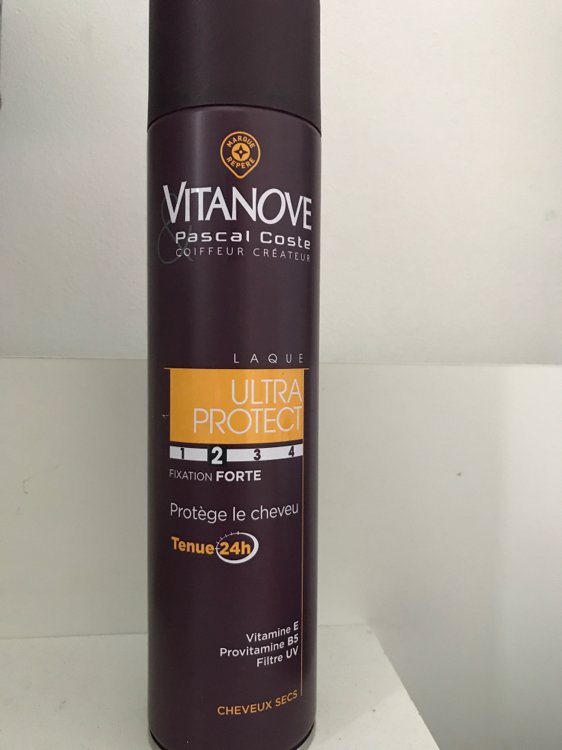 MARQUE
REPÈRE
VITANOVE
& Pascal Coste
COIFFEUR CRÉATEUR
LAQUE
ULTRA
PROTECT
1 2 3 4
FIXATION FORTE
Protège le cheveu
Tenue 24h
Vitamine E
Provitamine B5
Filtre UV
CHEVEUX SECS